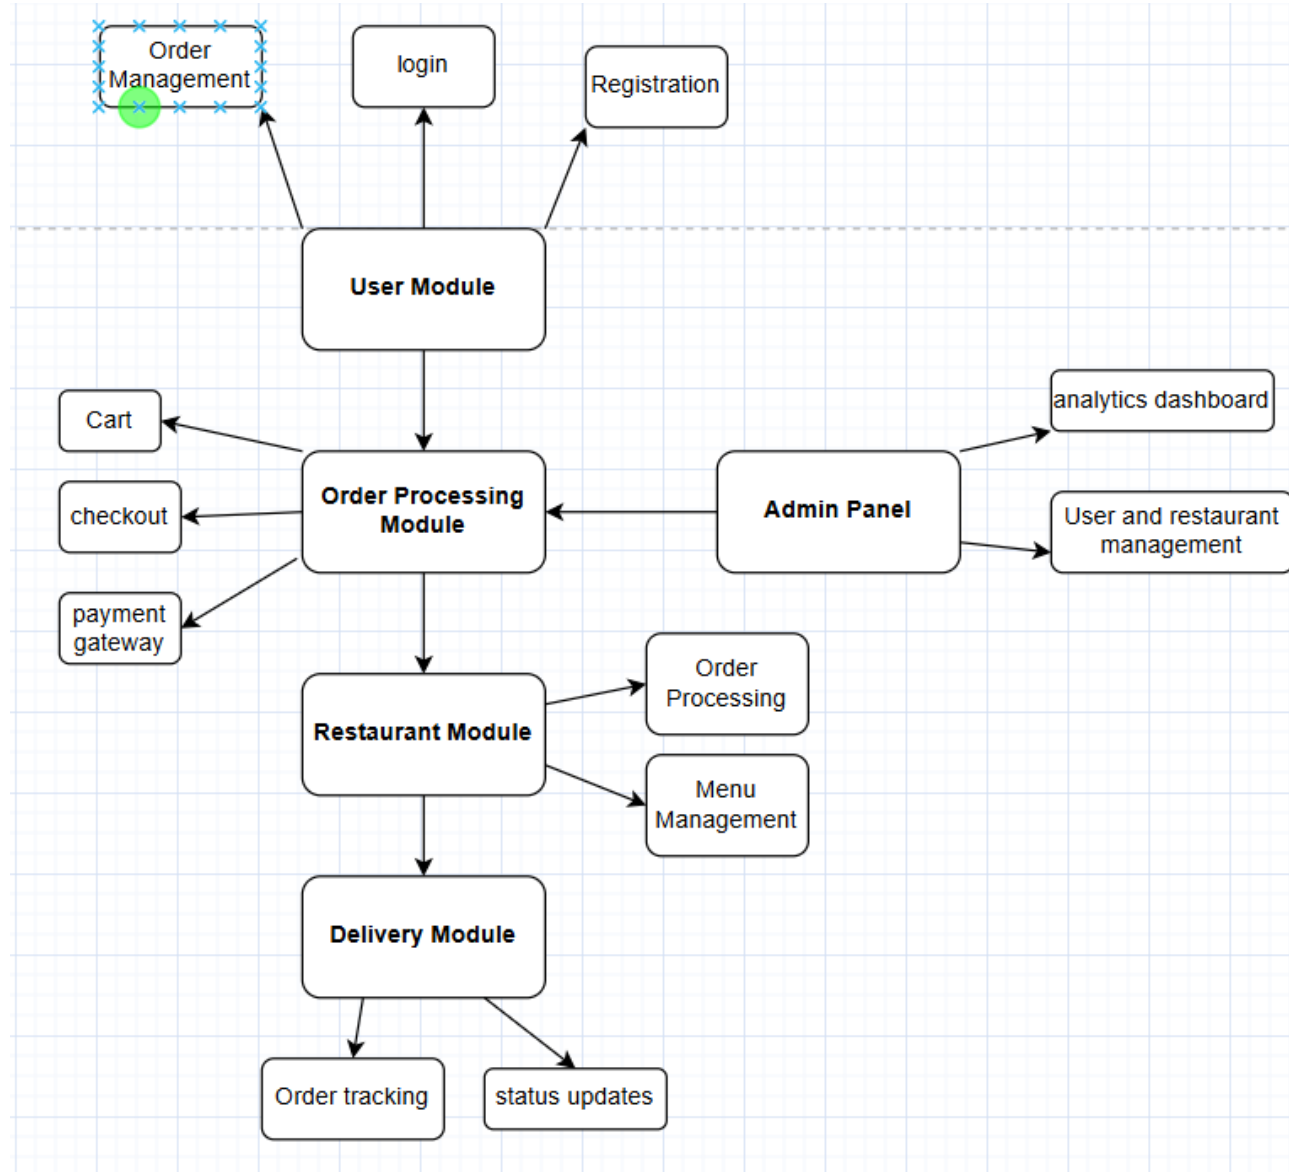 Order
Management
login
Registration
User Module
Cart
analytics dashboard
Order Processing
Module
Admin Panel
checkout
User and restaurant
management
payment
gateway
Order
Processing
Restaurant Module
Menu
Management
Delivery Module
Order tracking
status updates